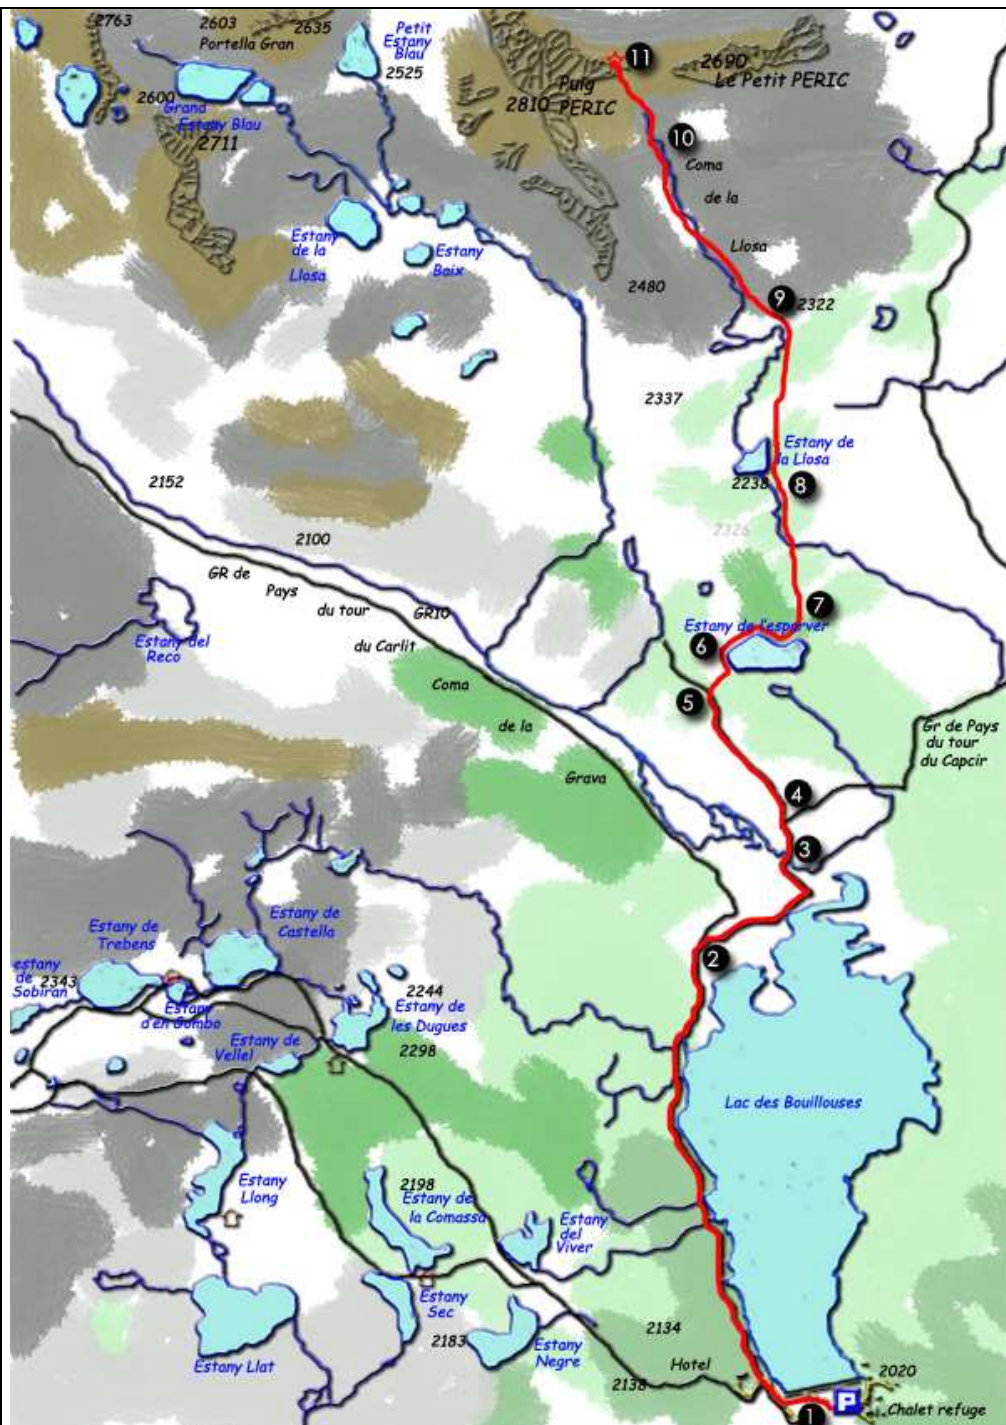 2763
2603
Portella Gran
2635
Petit
Estany
Blau
2525
11
2690
Le Petit PERIC
Puig
PERIC
2810
2600
Grand
Estany Blau
2711
10
Coma
de la
Llosa
Estany
de la
Llosa
Estany
Baix
2480
9
2322
2337
Estany de
la Llosa
2238
8
2152
2326
2100
GR de
Pays
du tour
du Carlit
GR10
7
Estany de l'esparver
6
Estany del
Reco
5
Coma
de la
Grava
Gr de Pays
du tour
du Capcir
4
3
Estany de
Trebens
Estany de
Castella
2
estany
de
Sobiran
2343
2244
Estany
d'en Gombo
Estany de
les Dugues
Estany de
Vellel
2298
Lac des Bouillouses
Estany
Llong
2198
Estany de
la Comassa
Estany
del
Viver
Estany
Sec
2183
Estany
Negre
2134
Estany Llat
Hotel
2138
2020
P
Chalet refuge
1